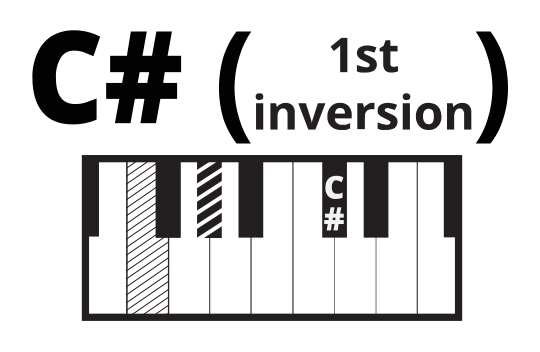 C# (1st
inversion)
C
#